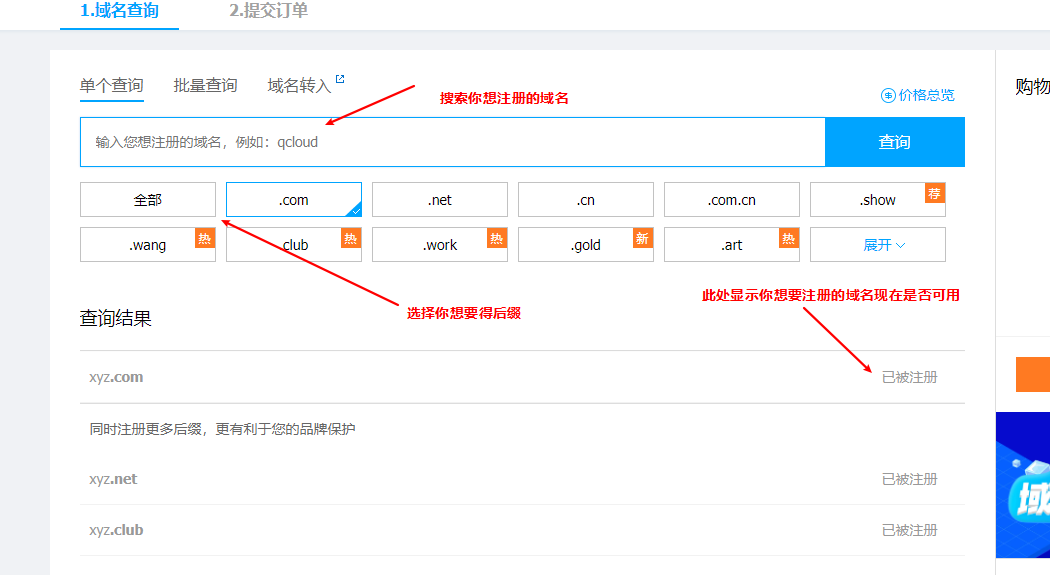 1.域名查询 2.提交订单
单个查询 批量查询 域名转入
购物
搜索你想注册的域名
价格总览
输入您想注册的域名，例如：qcloud 查询
全部 .com .net .cn .com.cn .show 荐
.wang 热 .club 热 .work 热 .gold 新 .art 热 展开
此处显示你想要注册的域名现在是否可用
选择你想要得后缀
查询结果
xyz.com 已被注册
同时注册更多后缀，更有利于您的品牌保护
xyz.net 已被注册
域
xyz.club 已被注册